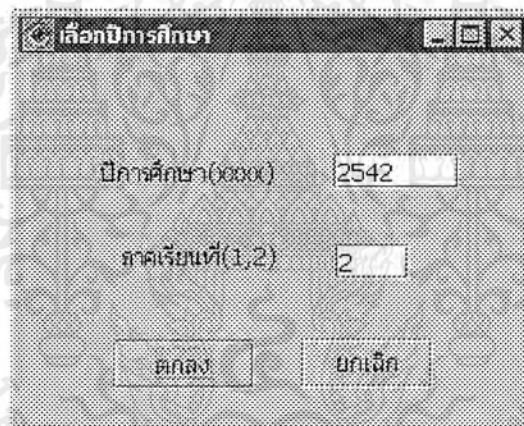 เลือกปีการศึกษา
ปีการศึกษา(xxxx) 2542
ภาคเรียนที่(1,2) 2
ตกลง ยกเลิก